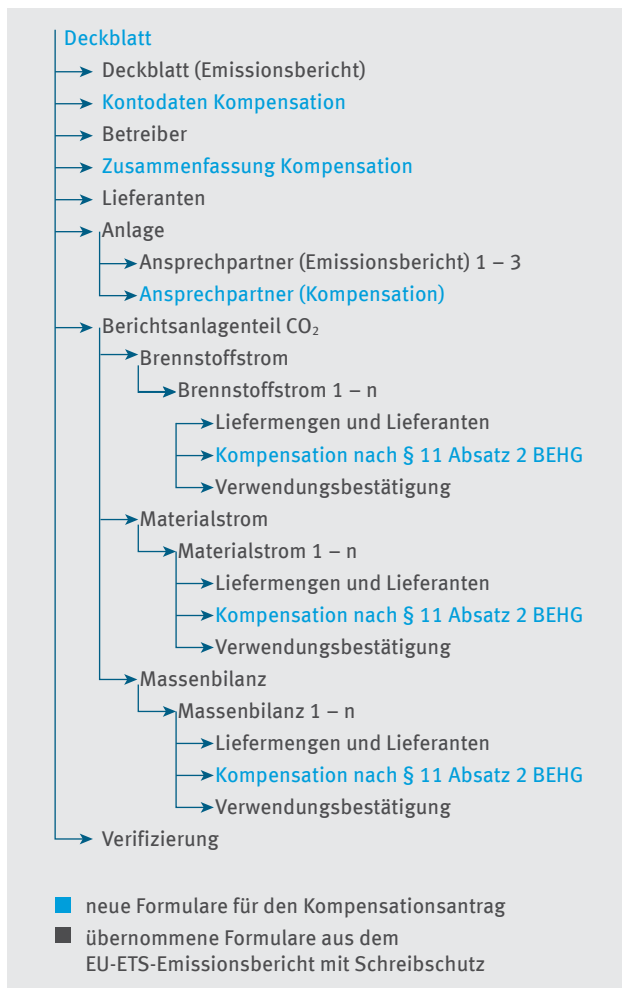 Deckblatt
Deckblatt (Emissionsbericht)
Kontodaten Kompensation
Betreiber
Zusammenfassung Kompensation
Lieferanten
Anlage
Ansprechpartner (Emissionsbericht) 1 – 3
Ansprechpartner (Kompensation)
Berichtsanlagenteil CO₂
Brennstoffstrom
Brennstoffstrom 1 – n
Liefermengen und Lieferanten
Kompensation nach § 11 Absatz 2 BEHG
Verwendungsbestätigung
Materialstrom
Materialstrom 1 – n
Liefermengen und Lieferanten
Kompensation nach § 11 Absatz 2 BEHG
Verwendungsbestätigung
Massenbilanz
Massenbilanz 1 – n
Liefermengen und Lieferanten
Kompensation nach § 11 Absatz 2 BEHG
Verwendungsbestätigung
Verifizierung
neue Formulare für den Kompensationsantrag
übernommene Formulare aus dem
EU-ETS-Emissionsbericht mit Schreibschutz